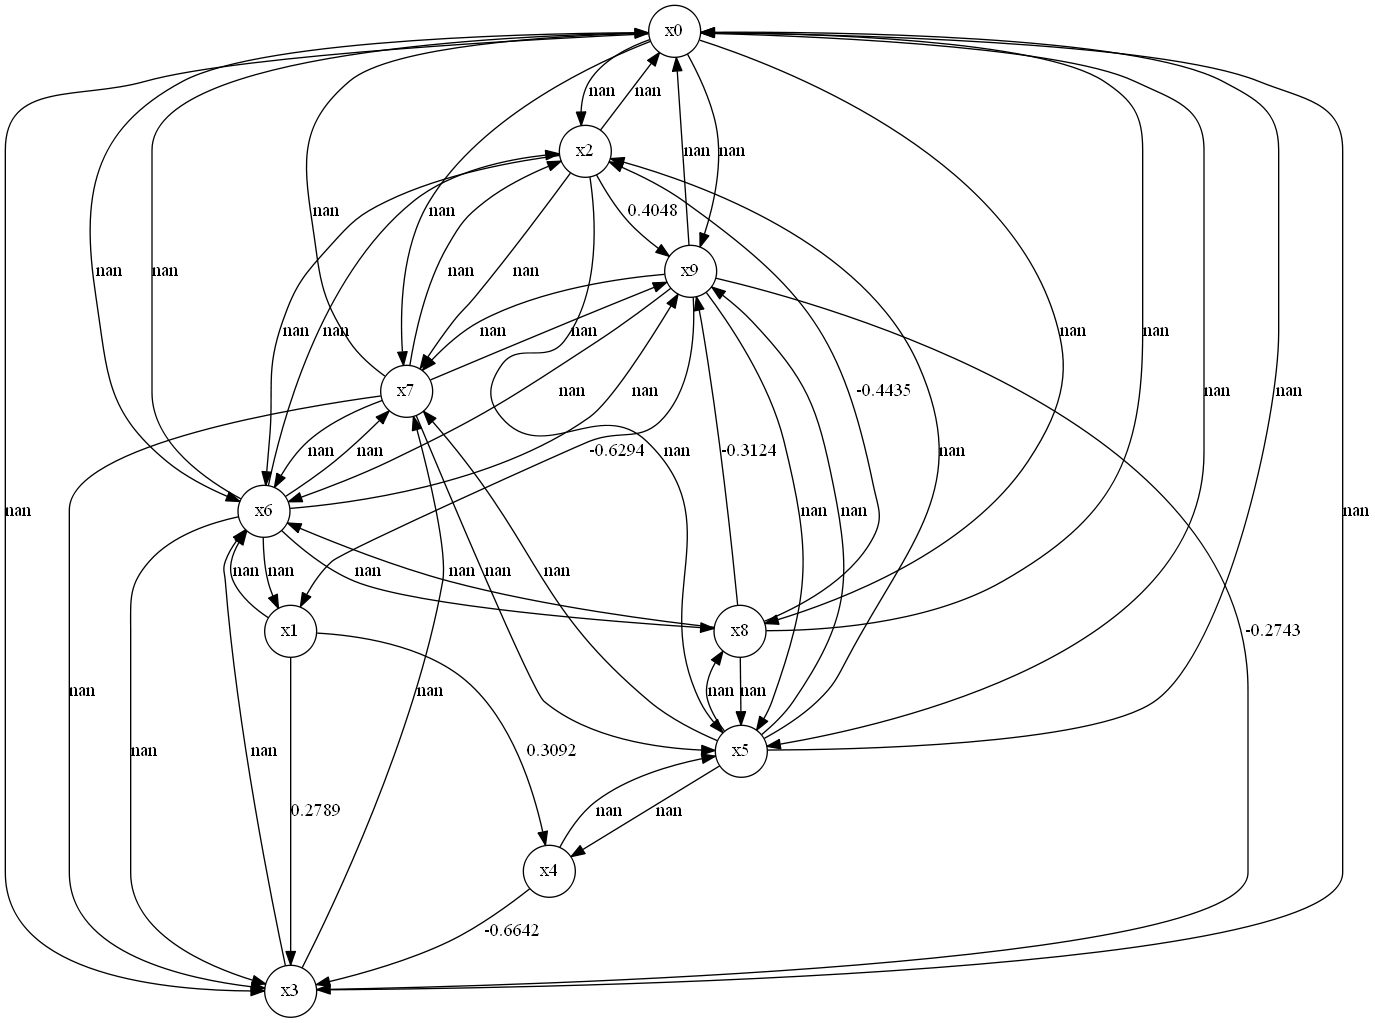 x0
nan nan
x2
nan nan
nan nan 0.4048
x9
nan nan nan nan nan
nan nan nan nan nan nan
x7
nan nan -0.4435 nan nan
nan nan -0.6294 nan -0.3124 nan
nan x6 nan nan nan
nan nan nan nan nan nan
x1 x8 -0.2743
nan nan nan nan
nan nan 0.3092 x5
0.2789 nan nan
x4
-0.6642
x3